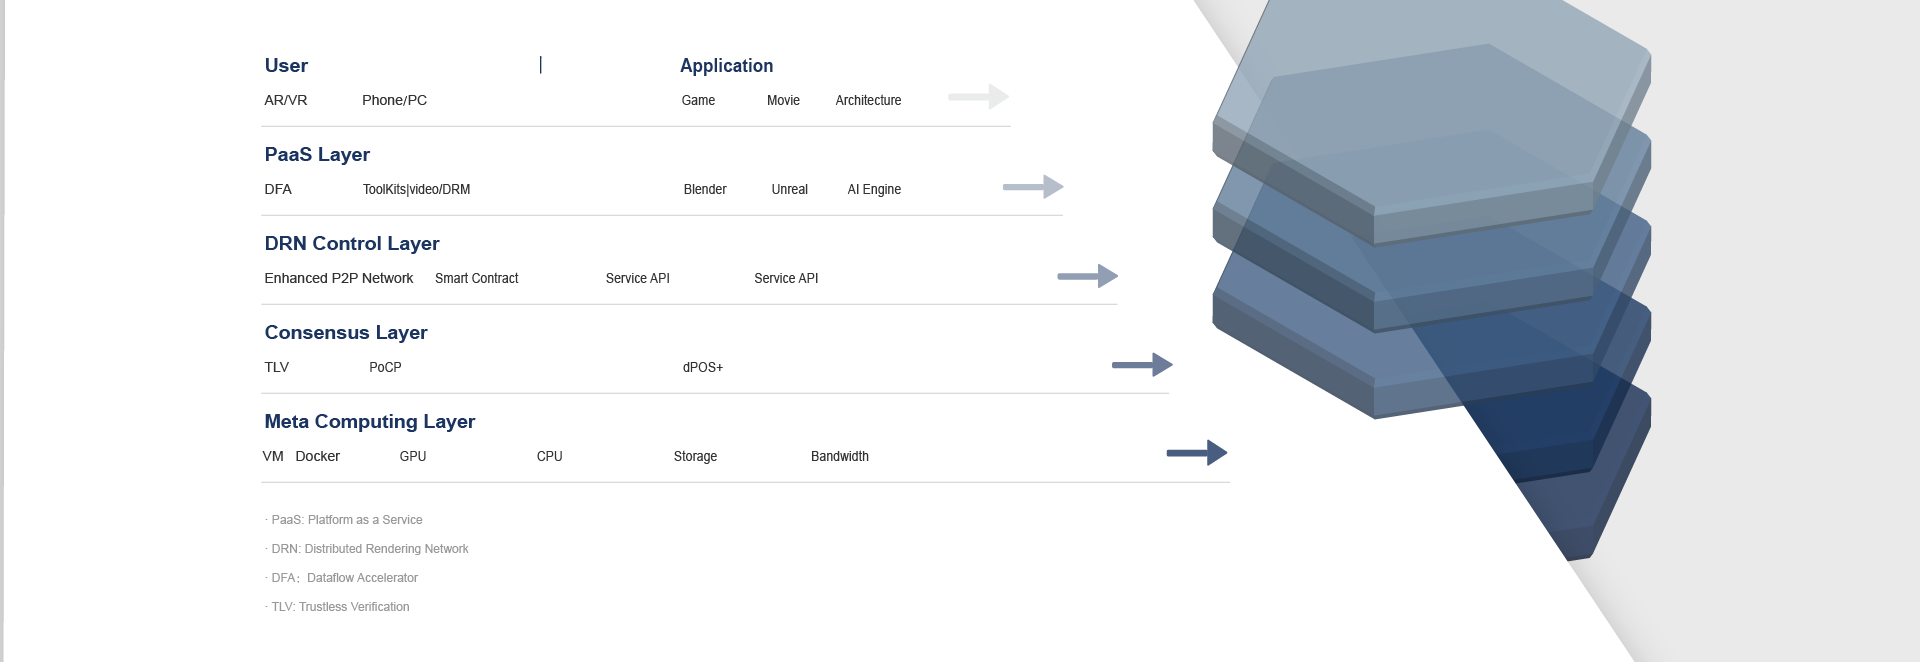 User | Application
AR/VR Phone/PC Game Movie Architecture
PaaS Layer
DFA ToolKits|video/DRM Blender Unreal AI Engine
DRN Control Layer
Enhanced P2P Network Smart Contract Service API Service API
Consensus Layer
TLV PoCP dPOS+
Meta Computing Layer
VM Docker GPU CPU Storage Bandwidth
· PaaS: Platform as a Service
· DRN: Distributed Rendering Network
· DFA：Dataflow Accelerator
· TLV: Trustless Verification